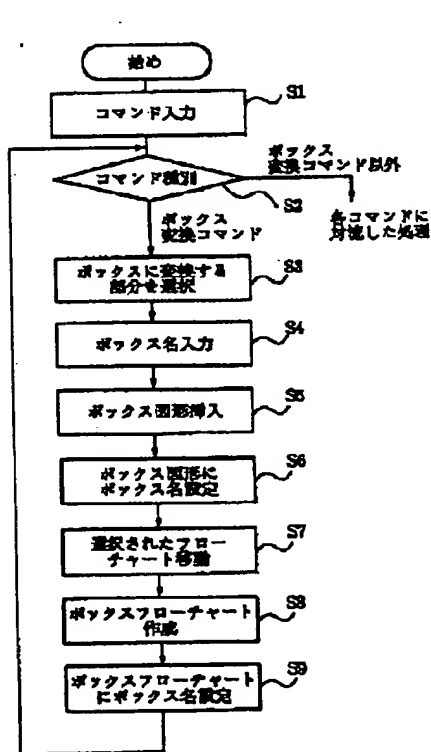 始め
S1
コマンド入力
コマンド種別
S2
ボックス
変換コマンド以外
各コマンドに
対応した処理
ボックス
変換コマンド
S3
ボックスに変換する
部分を選択
S4
ボックス名入力
S5
ボックス図形挿入
S6
ボックス図形に
ボックス名設定
S7
選択されたフロー
チャート移動
S8
ボックスフローチャート
作成
S9
ボックスフローチャート
にボックス名設定